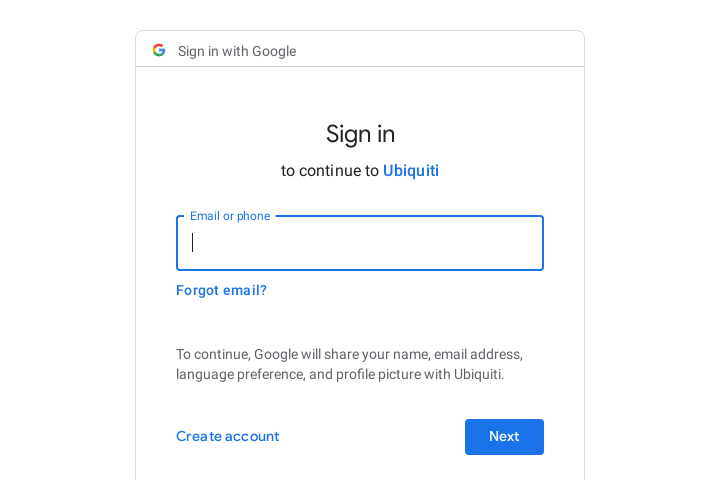 Sign in with Google
Sign in
to continue to Ubiquiti
Email or phone
Forgot email?
To continue, Google will share your name, email address,
language preference, and profile picture with Ubiquiti.
Create account
Next